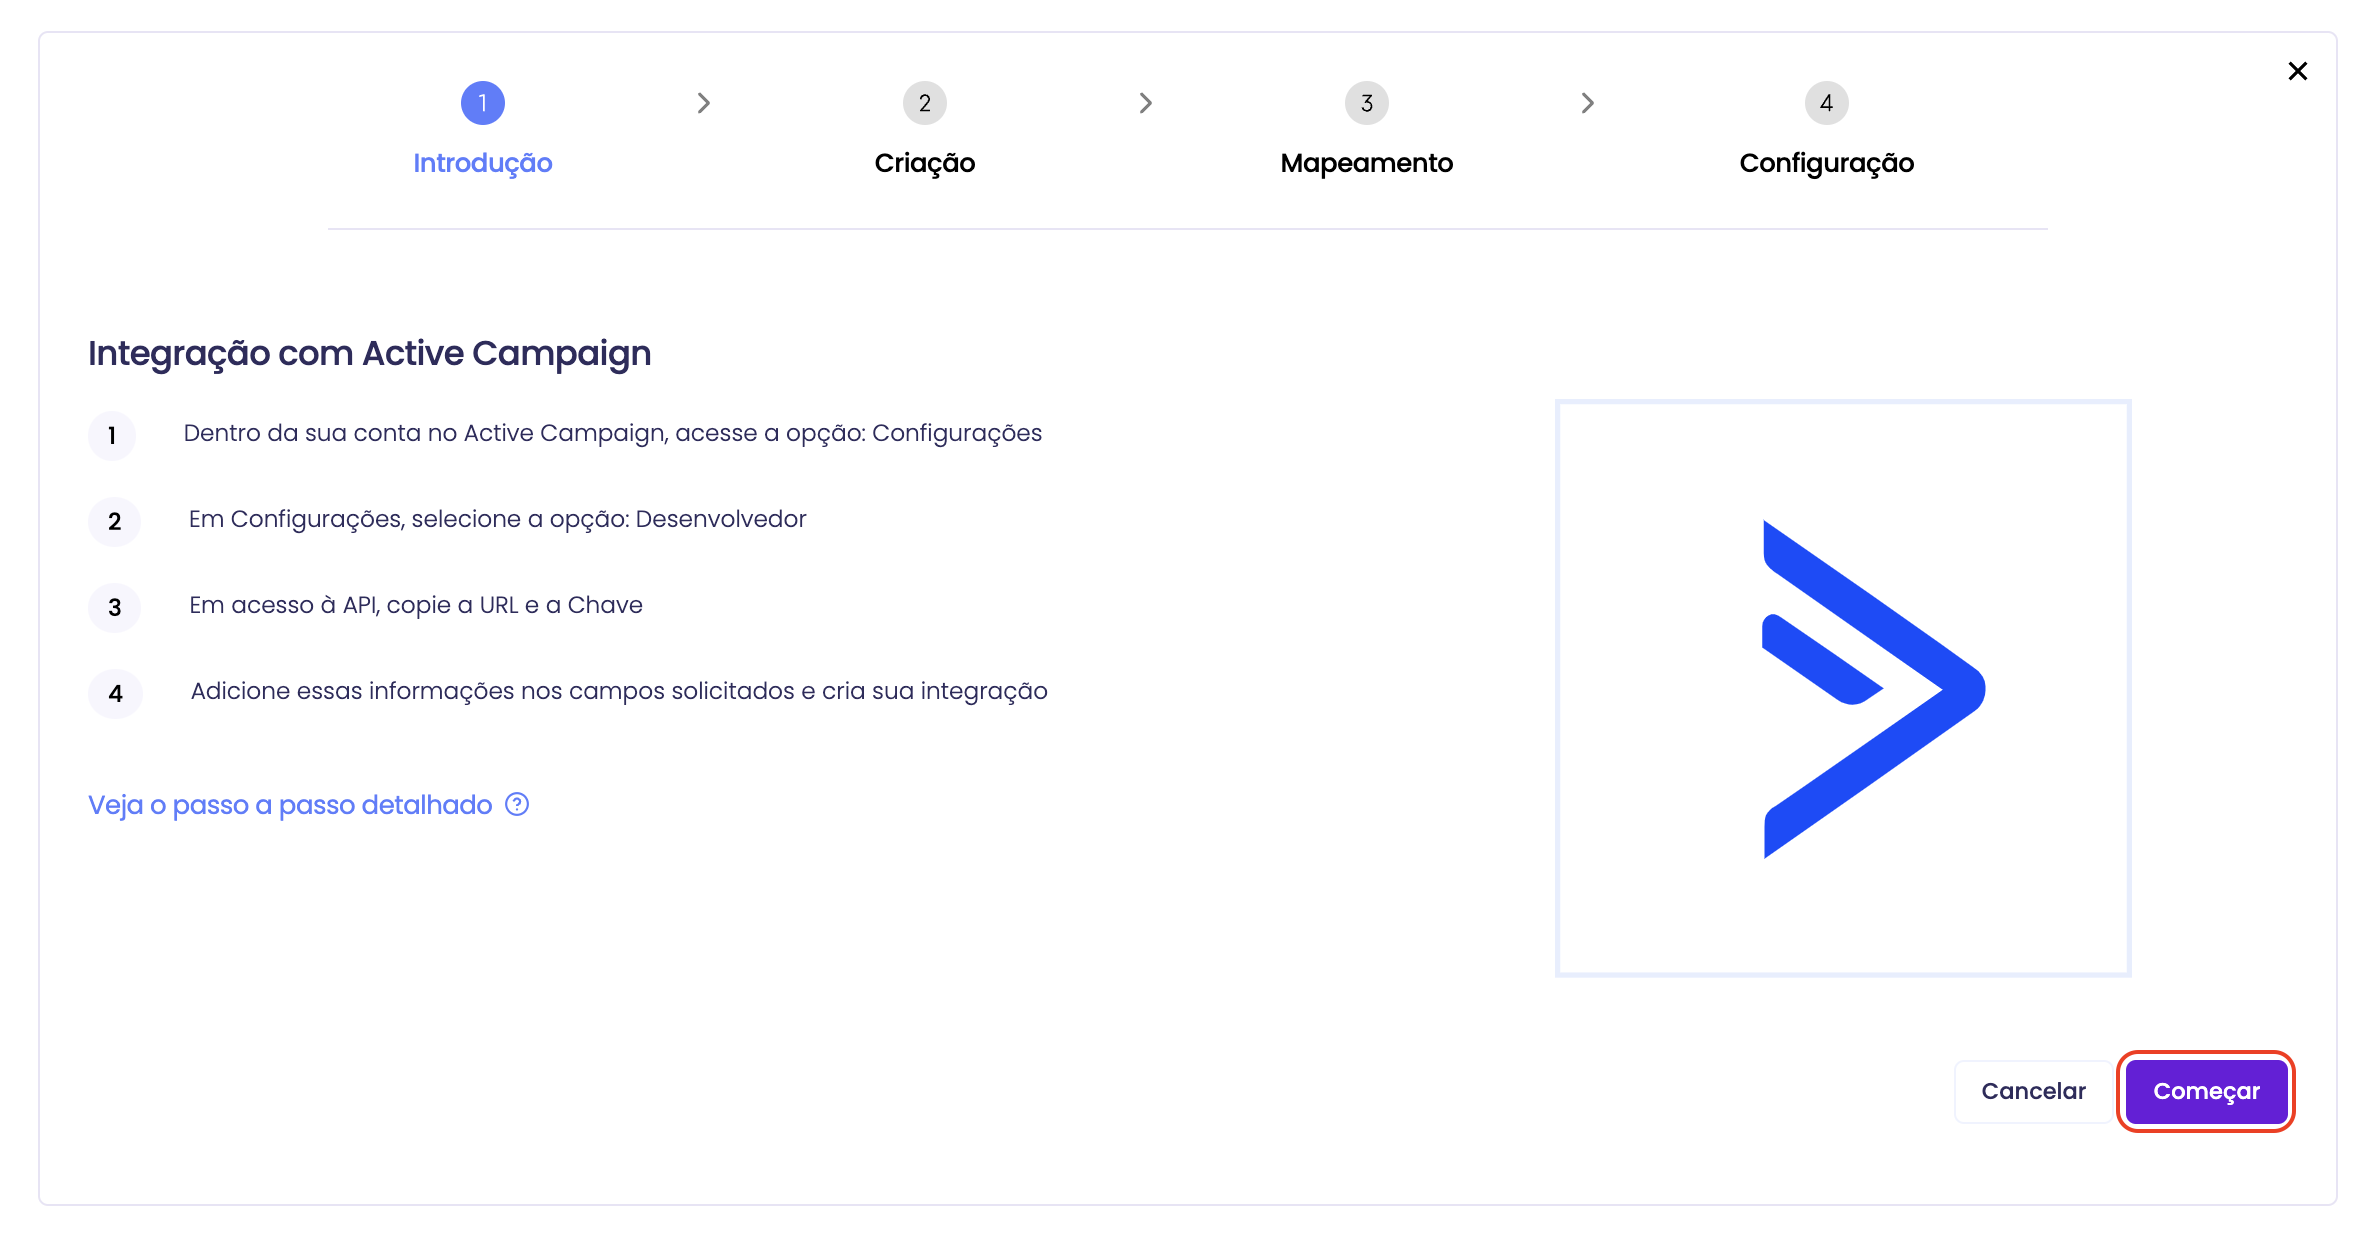 1
2
3
4
Introdução
Criação
Mapeamento
Configuração
Integração com Active Campaign
1 Dentro da sua conta no Active Campaign, acesse a opção: Configurações
2 Em Configurações, selecione a opção: Desenvolvedor
3 Em acesso à API, copie a URL e a Chave
4 Adicione essas informações nos campos solicitados e cria sua integração
Veja o passo a passo detalhado ?
Cancelar
Começar